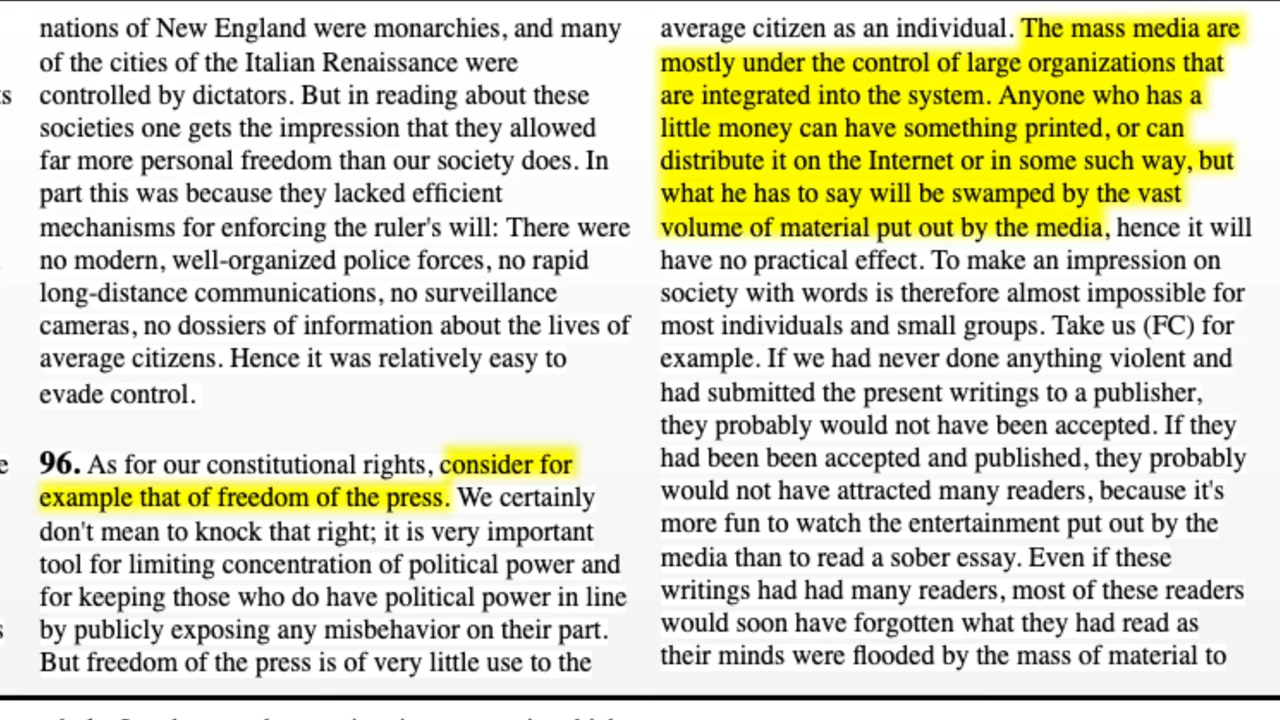 nations of New England were monarchies, and many
of the cities of the Italian Renaissance were
controlled by dictators. But in reading about these
societies one gets the impression that they allowed
far more personal freedom than our society does. In
part this was because they lacked efficient
mechanisms for enforcing the ruler's will: There were
no modern, well-organized police forces, no rapid
long-distance communications, no surveillance
cameras, no dossiers of information about the lives of
average citizens. Hence it was relatively easy to
evade control.
96. As for our constitutional rights, consider for
example that of freedom of the press. We certainly
don't mean to knock that right; it is very important
tool for limiting concentration of political power and
for keeping those who do have political power in line
by publicly exposing any misbehavior on their part.
But freedom of the press is of very little use to the
average citizen as an individual. The mass media are
mostly under the control of large organizations that
are integrated into the system. Anyone who has a
little money can have something printed, or can
distribute it on the Internet or in some such way, but
what he has to say will be swamped by the vast
volume of material put out by the media, hence it will
have no practical effect. To make an impression on
society with words is therefore almost impossible for
most individuals and small groups. Take us (FC) for
example. If we had never done anything violent and
had submitted the present writings to a publisher,
they probably would not have been accepted. If they
had been been accepted and published, they probably
would not have attracted many readers, because it's
more fun to watch the entertainment put out by the
media than to read a sober essay. Even if these
writings had had many readers, most of these readers
would soon have forgotten what they had read as
their minds were flooded by the mass of material to